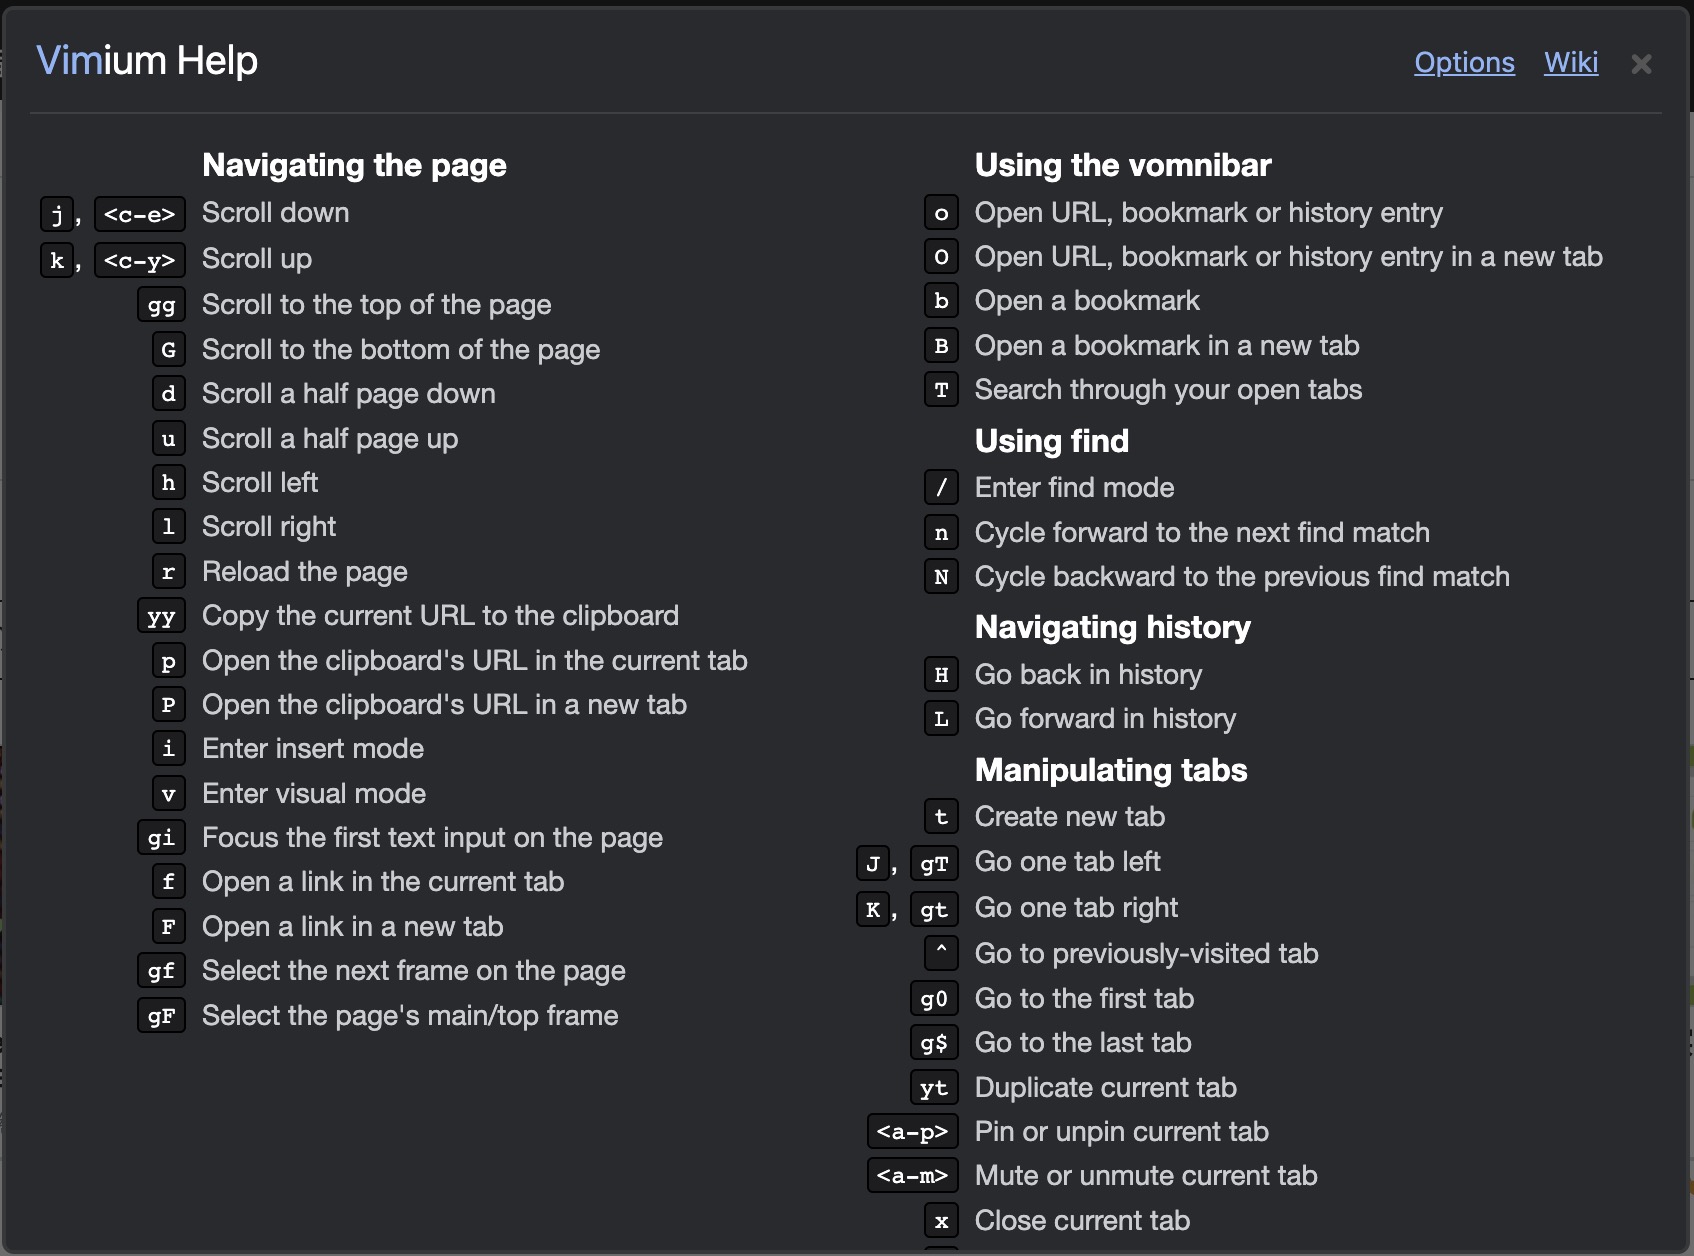 Vimium Help
Options Wiki ×
Navigating the page
j, <c-e> Scroll down
k, <c-y> Scroll up
gg Scroll to the top of the page
G Scroll to the bottom of the page
d Scroll a half page down
u Scroll a half page up
h Scroll left
l Scroll right
r Reload the page
yy Copy the current URL to the clipboard
p Open the clipboard's URL in the current tab
P Open the clipboard's URL in a new tab
i Enter insert mode
v Enter visual mode
gi Focus the first text input on the page
f Open a link in the current tab
F Open a link in a new tab
gf Select the next frame on the page
gF Select the page's main/top frame
Using the vomnibar
o Open URL, bookmark or history entry
O Open URL, bookmark or history entry in a new tab
b Open a bookmark
B Open a bookmark in a new tab
T Search through your open tabs
Using find
/ Enter find mode
n Cycle forward to the next find match
N Cycle backward to the previous find match
Navigating history
H Go back in history
L Go forward in history
Manipulating tabs
t Create new tab
J, gT Go one tab left
K, gt Go one tab right
^ Go to previously-visited tab
g0 Go to the first tab
g$ Go to the last tab
yt Duplicate current tab
<a-p> Pin or unpin current tab
<a-m> Mute or unmute current tab
x Close current tab